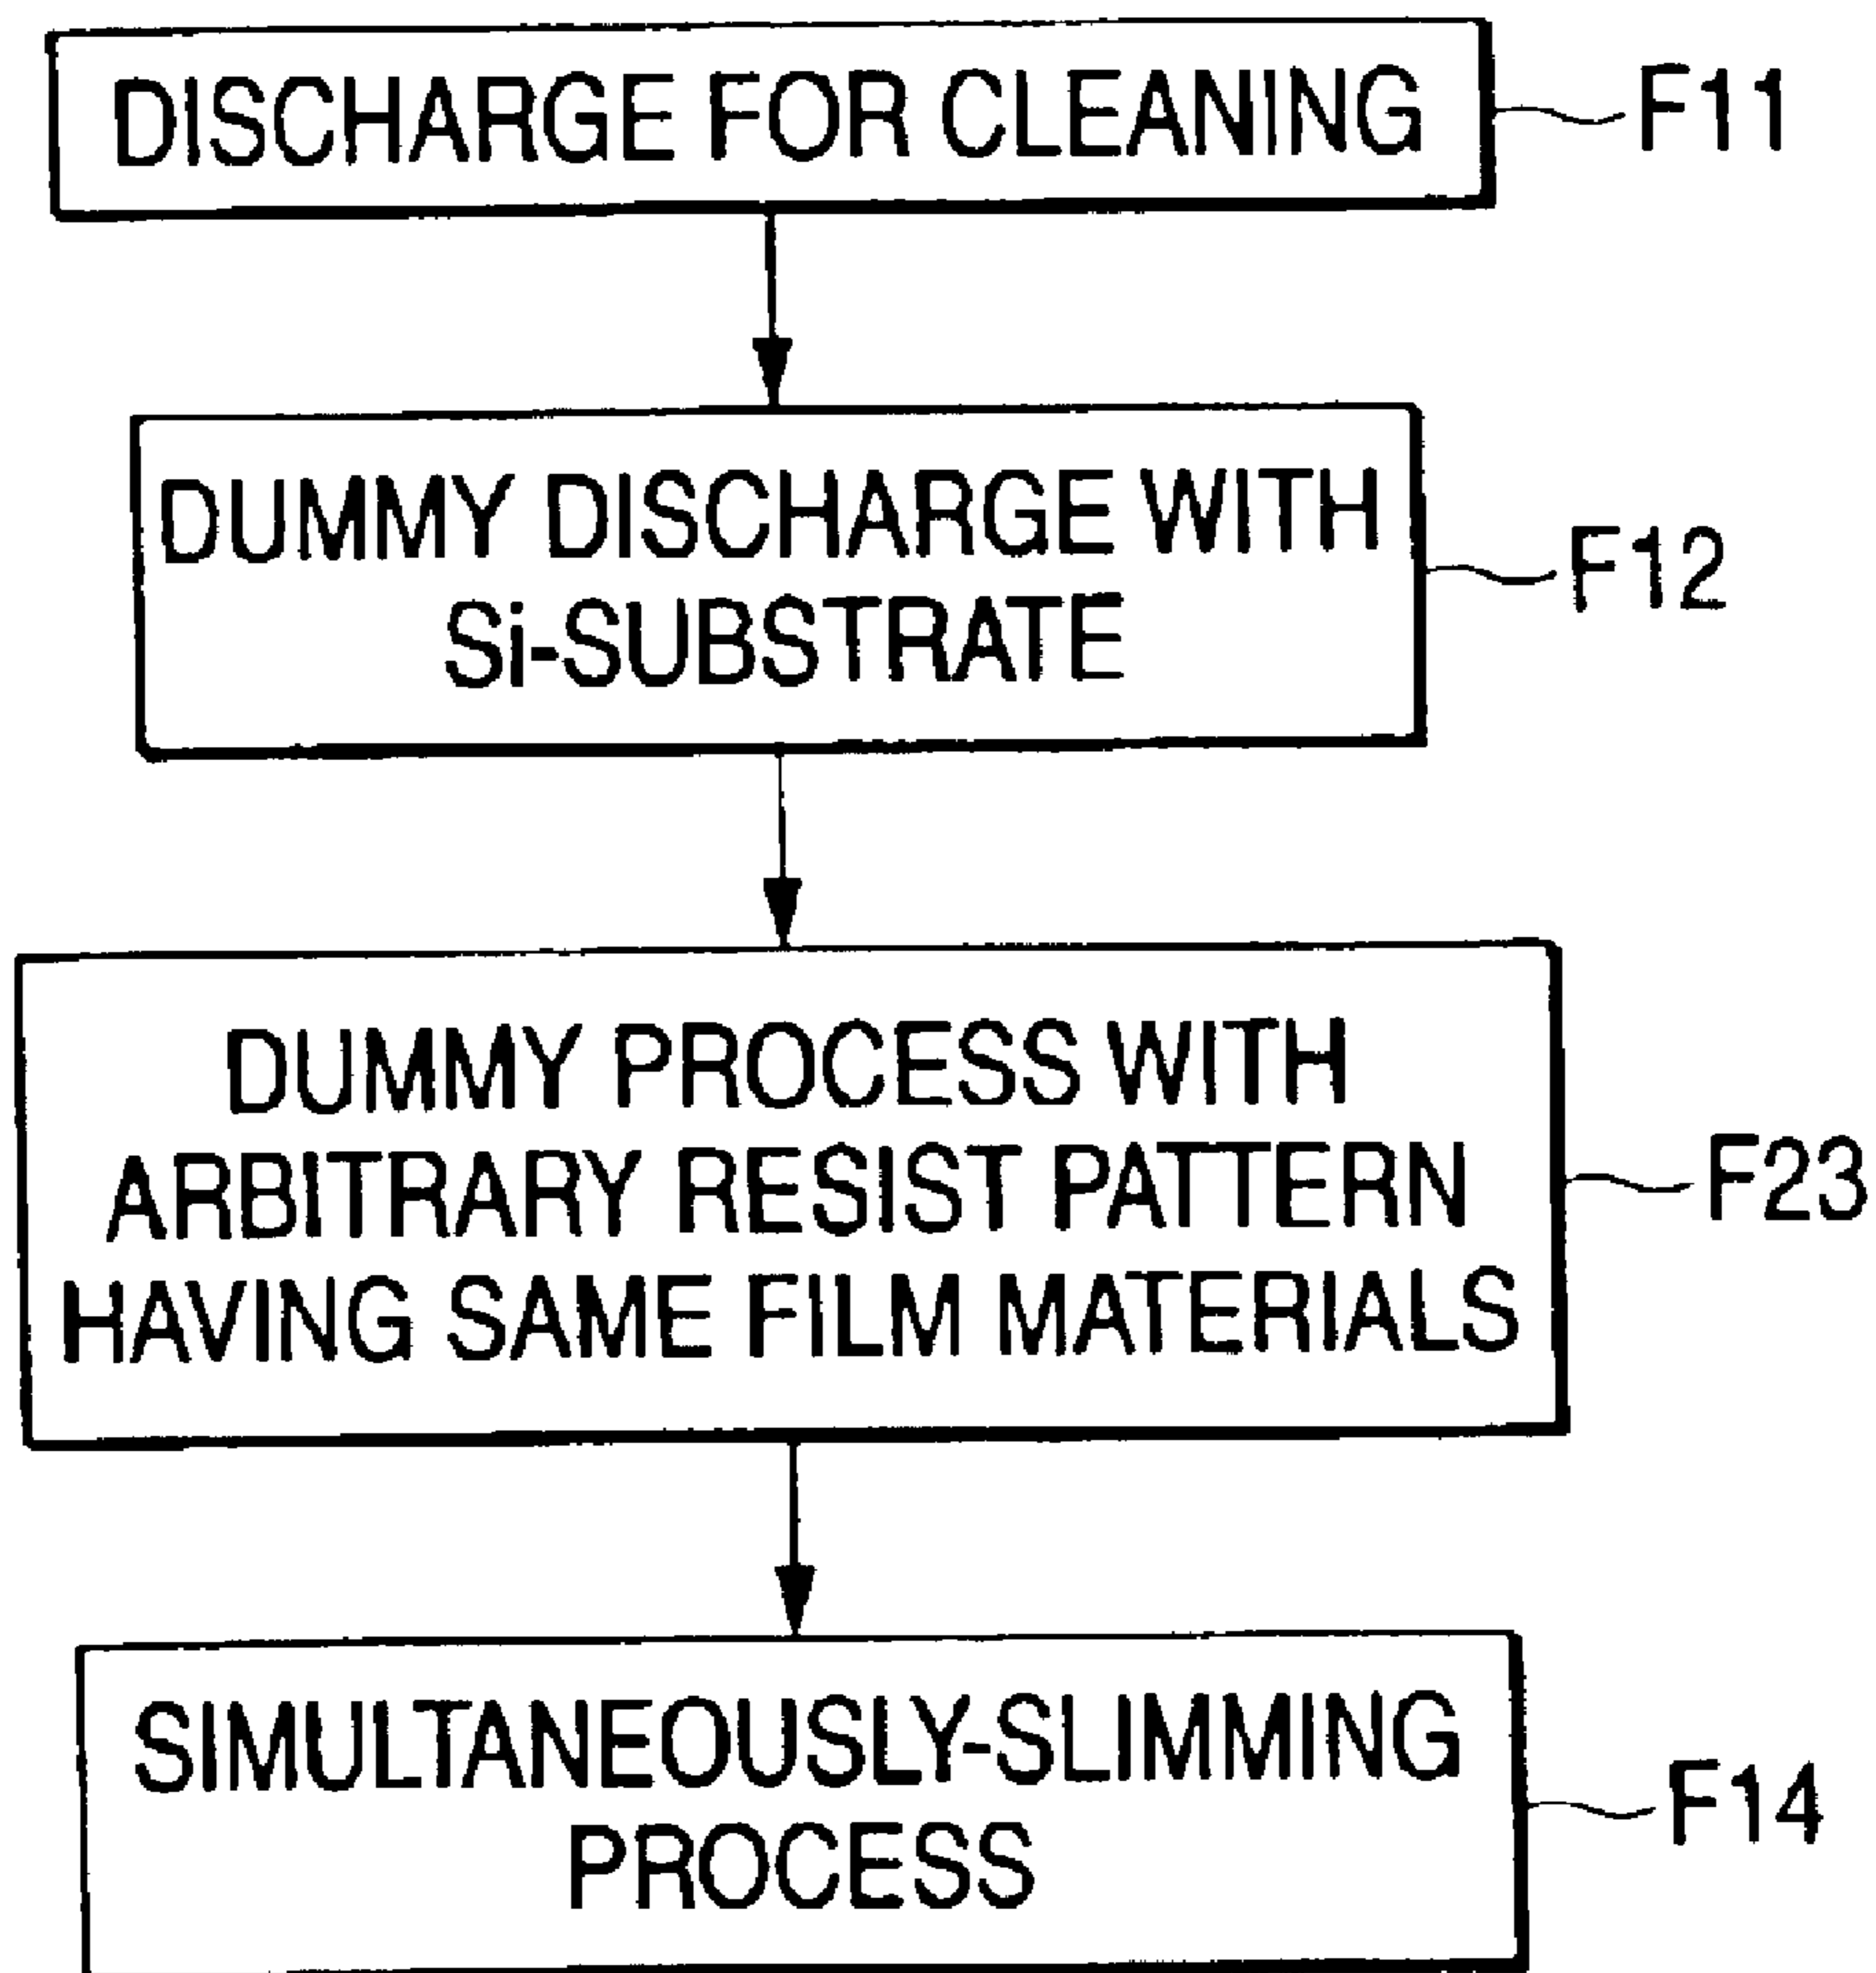 DISCHARGE FOR CLEANING
F11
DUMMY DISCHARGE WITH
Si-SUBSTRATE
F12
DUMMY PROCESS WITH
ARBITRARY RESIST PATTERN
HAVING SAME FILM MATERIALS
F23
SIMULTANEOUSLY-SLIMMING
PROCESS
F14